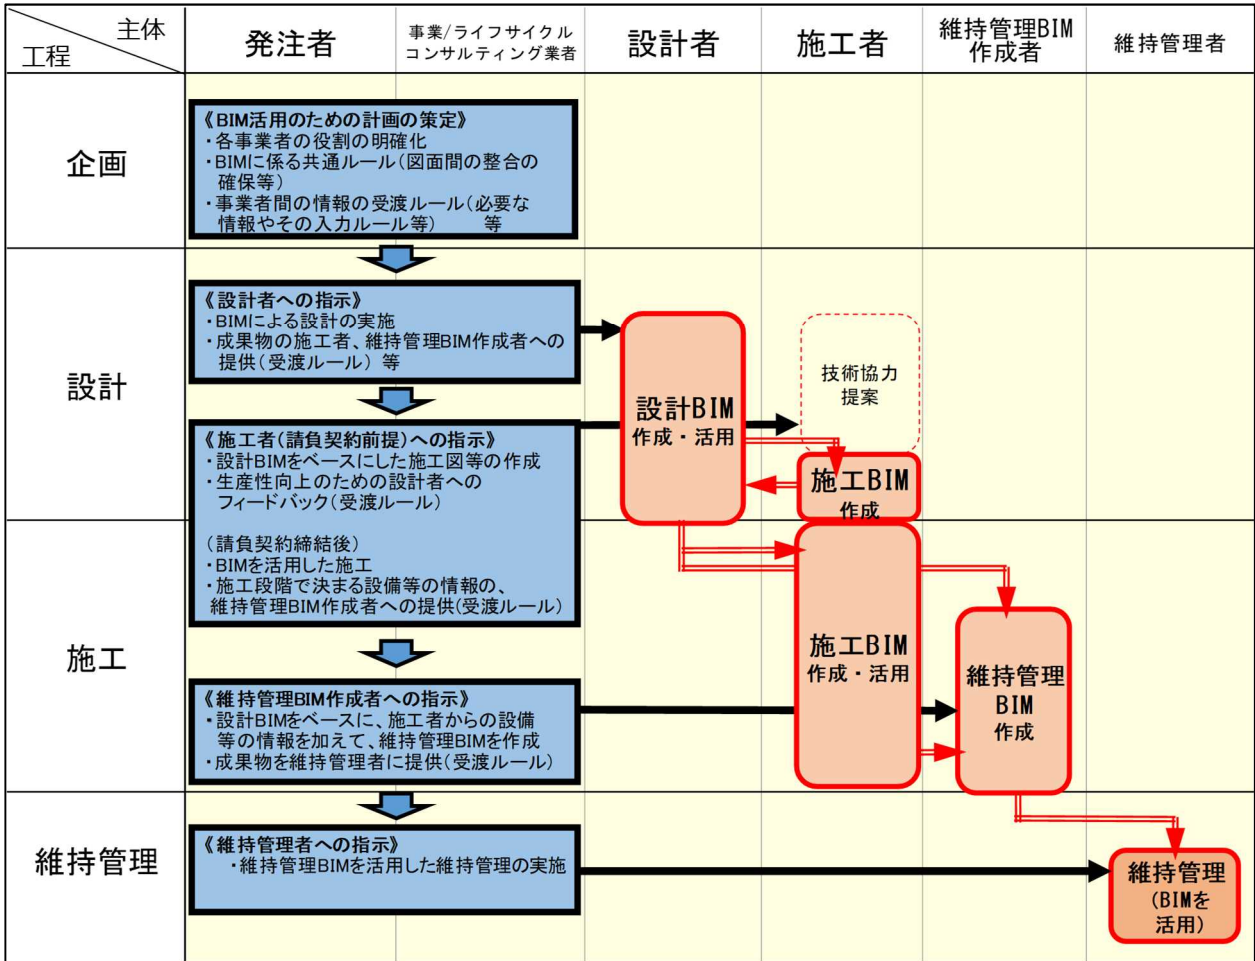 主体
工程
発注者
事業/ライフサイクル
コンサルティング業者
設計者
施工者
維持管理BIM
作成者
維持管理者
企画
《BIM活用のための計画の策定》
・各事業者の役割の明確化
・BIMに係る共通ルール(図面間の整合の
確保等)
・事業者間の情報の受渡ルール(必要な
情報やその入力ルール等) 等
設計
《設計者への指示》
・BIMによる設計の実施
・成果物の施工者、維持管理BIM作成者への
提供(受渡ルール) 等
《施工者(請負契約前提)への指示》
・設計BIMをベースにした施工図等の作成
・生産性向上のための設計者への
フィードバック(受渡ルール)
(請負契約締結後)
・BIMを活用した施工
・施工段階で決まる設備等の情報の、
維持管理BIM作成者への提供(受渡ルール)
設計BIM
作成・活用
技術協力
提案
施工BIM
作成
施工
《維持管理BIM作成者への指示》
・設計BIMをベースに、施工者からの設備
等の情報を加えて、維持管理BIMを作成
・成果物を維持管理者に提供(受渡ルール)
施工BIM
作成・活用
維持管理
BIM
作成
維持管理
《維持管理者への指示》
・維持管理BIMを活用した維持管理の実施
維持管理
(BIMを
活用)